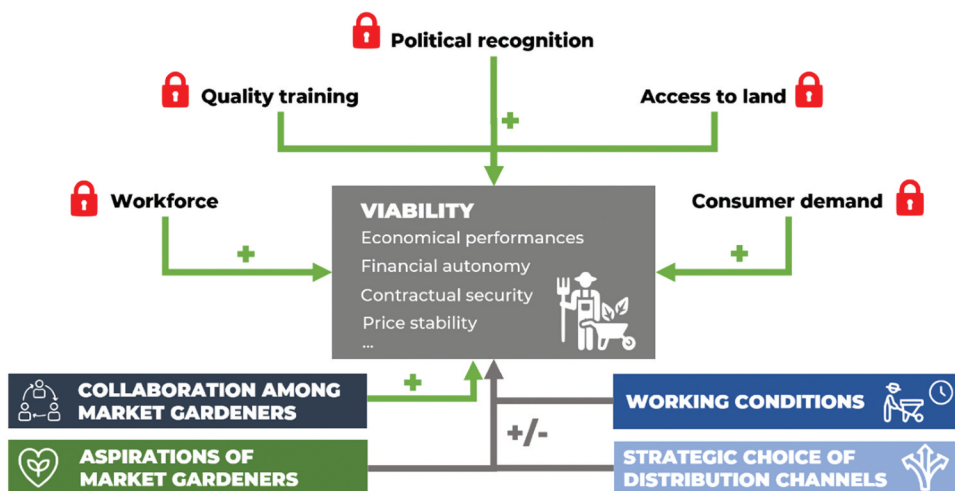 Political recognition
Quality training
Access to land
+
Workforce
Consumer demand
+
+
VIABILITY
Economical performances
Financial autonomy
Contractual security
Price stability
...
COLLABORATION AMONG
MARKET GARDENERS
+
WORKING CONDITIONS
+/-
ASPIRATIONS OF
MARKET GARDENERS
STRATEGIC CHOICE OF
DISTRIBUTION CHANNELS